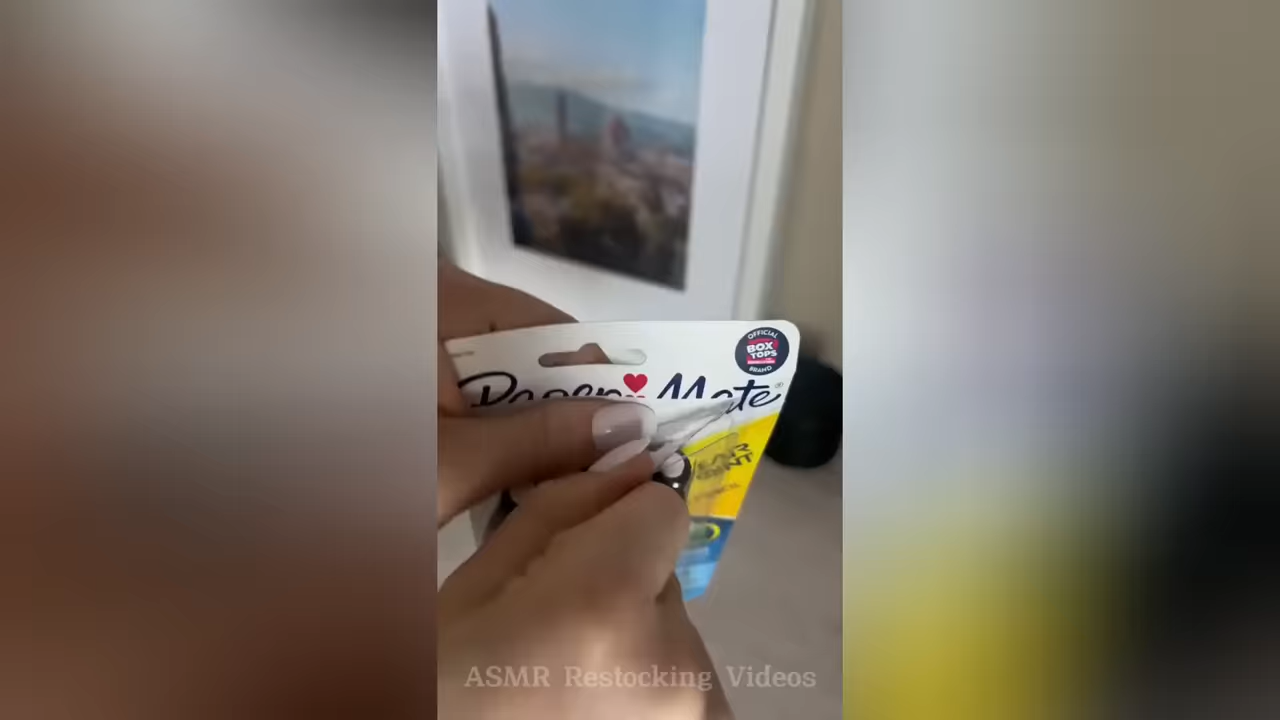 OFFICIAL
BOX
TOPS
BRAND
Paper Mate®
ASMR Restocking Videos